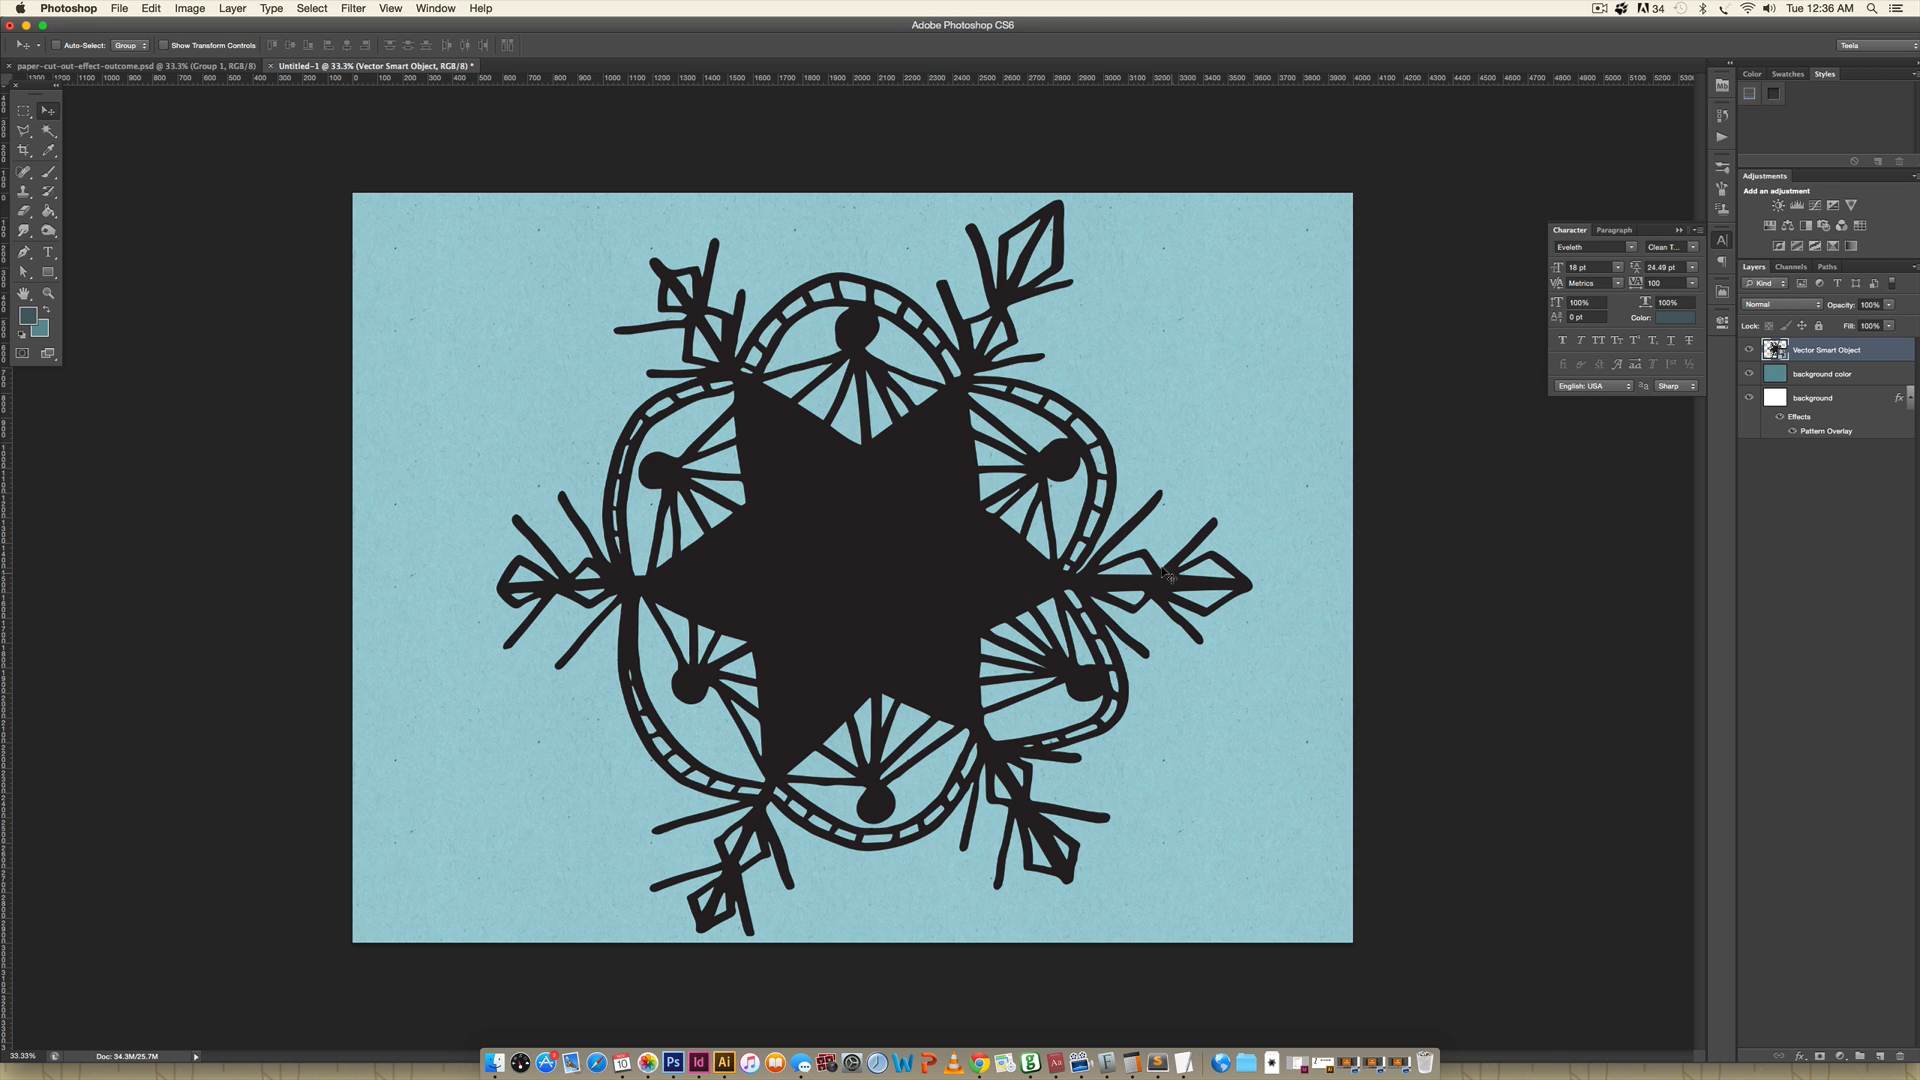 Photoshop File Edit Image Layer Type Select Filter View Window Help
34 Tue 12:36 AM
Adobe Photoshop CS6
Auto-Select: Group Show Transform Controls
Teela
paper-cut-out-effect-outcome.psd @ 33.3% (Group 1, RGB/8)
Untitled-1 @ 33.3% (Vector Smart Object, RGB/8) *
Color Swatches Styles
Adjustments
Add an adjustment
Character Paragraph
Eveleth Clean T...
18 pt 24.49 pt
Metrics 100
100% 100%
0 pt Color:
English: USA Sharp
Layers Channels Paths
Kind
Normal Opacity: 100%
Lock: Fill: 100%
Vector Smart Object
background color
background fx
Effects
Pattern Overlay
33.33% Doc: 34.3M/25.7M